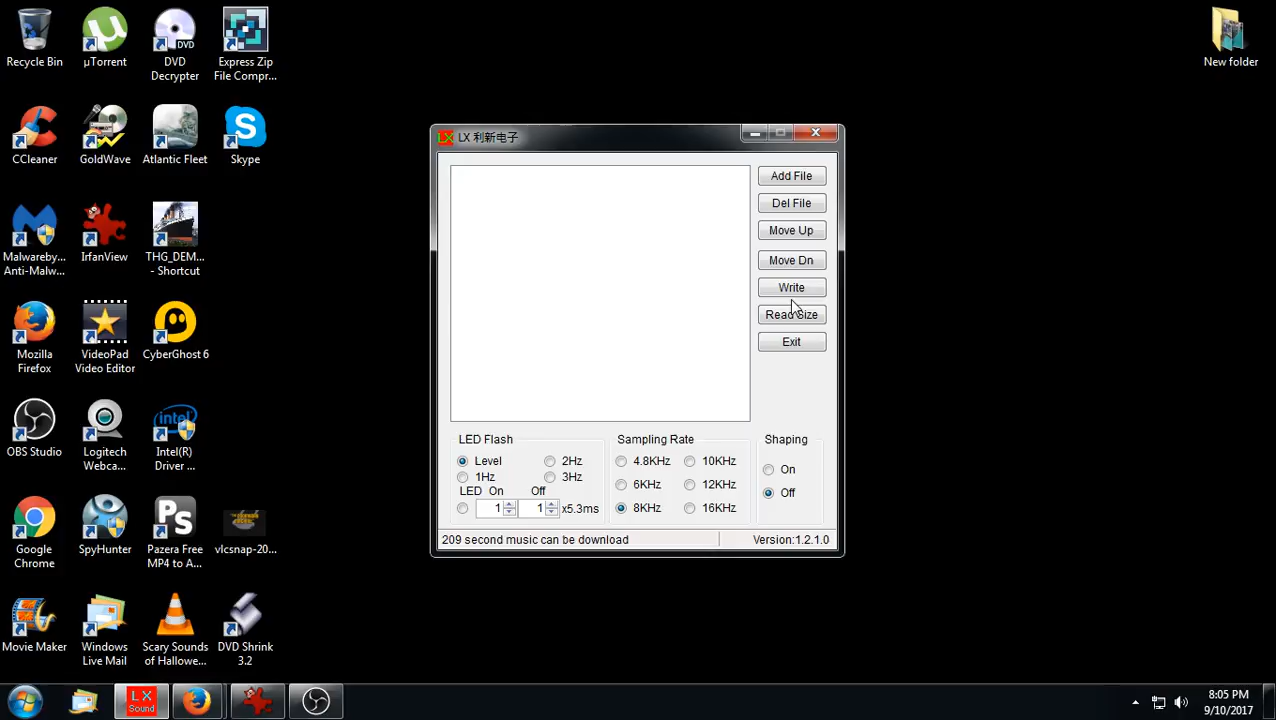 Recycle Bin
µTorrent
DVD
DVD
Decrypter
Express Zip
File Compr...
New folder
CCleaner
GoldWave
Atlantic Fleet
Skype
Malwareby...
Anti-Malw...
IrfanView
THG_DEM...
- Shortcut
Mozilla
Firefox
VideoPad
Video Editor
CyberGhost 6
OBS Studio
Logitech
Webca...
intel
Intel(R)
Driver ...
Google
Chrome
SpyHunter
Ps
Pazera Free
MP4 to A...
vlcsnap-20...
Movie Maker
Windows
Live Mail
Scary Sounds
of Hallowe...
DVD Shrink
3.2
LX LX 利新电子
Add File
Del File
Move Up
Move Dn
Write
Read Size
Exit
LED Flash
Level
2Hz
1Hz
3Hz
LED On Off
1 1 x5.3ms
Sampling Rate
4.8KHz 10KHz
6KHz 12KHz
8KHz 16KHz
Shaping
On
Off
209 second music can be download
Version:1.2.1.0
LX
Sound
8:05 PM
9/10/2017